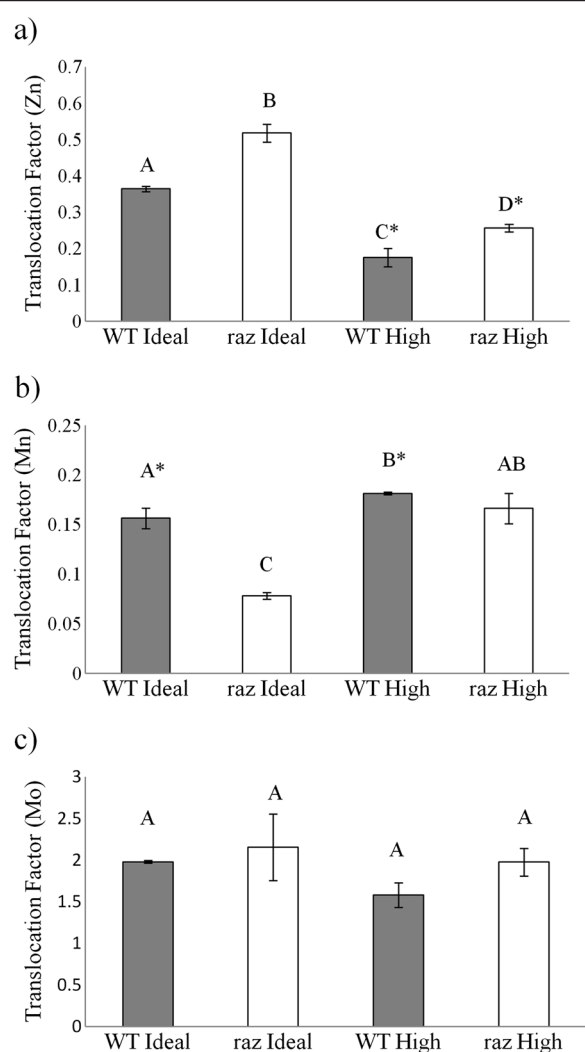 a)
Translocation Factor (Zn)
0.7
0.6
0.5
0.4
0.3
0.2
0.1
0
A
B
C*
D*
WT Ideal raz Ideal WT High raz High
b)
Translocation Factor (Mn)
0.25
0.2
0.15
0.1
0.05
0
A*
C
B*
AB
WT Ideal raz Ideal WT High raz High
c)
Translocation Factor (Mo)
3
2.5
2
1.5
1
0.5
0
A
A
A
A
WT Ideal raz Ideal WT High raz High